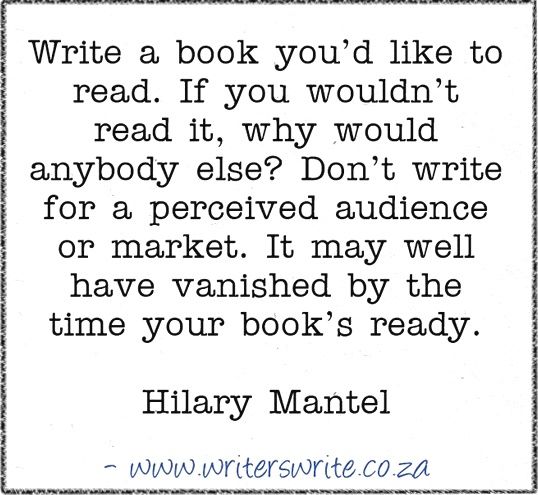 Write a book you’d like to
read. If you wouldn’t
read it, why would
anybody else? Don’t write
for a perceived audience
or market. It may well
have vanished by the
time your book’s ready.
Hilary Mantel
- www.writerswrite.co.za